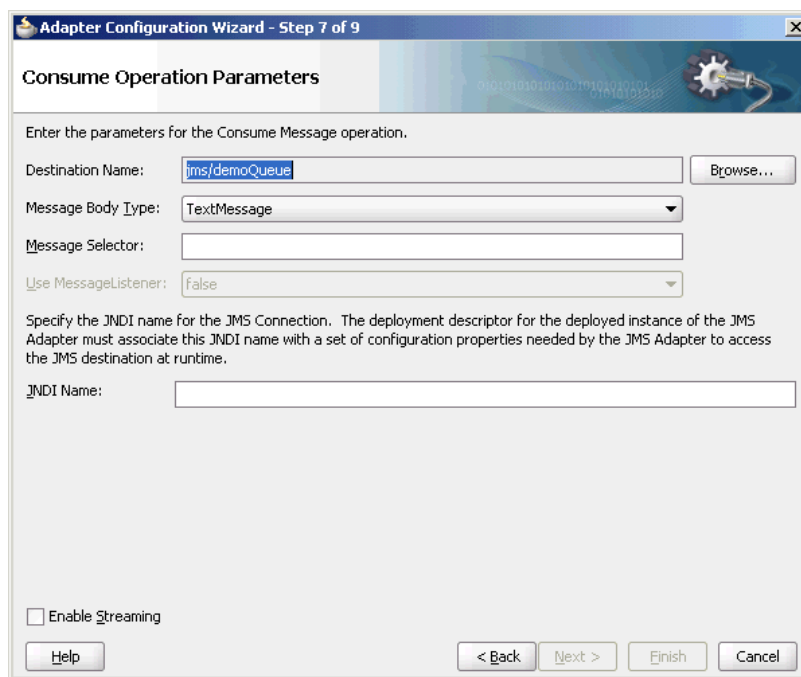 Adapter Configuration Wizard - Step 7 of 9
Consume Operation Parameters
Enter the parameters for the Consume Message operation.
Destination Name: jms/demoQueue Browse...
Message Body Type: TextMessage
Message Selector:
Use MessageListener: false
Specify the JNDI name for the JMS Connection. The deployment descriptor for the deployed instance of the JMS
Adapter must associate this JNDI name with a set of configuration properties needed by the JMS Adapter to access
the JMS destination at runtime.
JNDI Name:
Enable Streaming
Help < Back Next > Finish Cancel